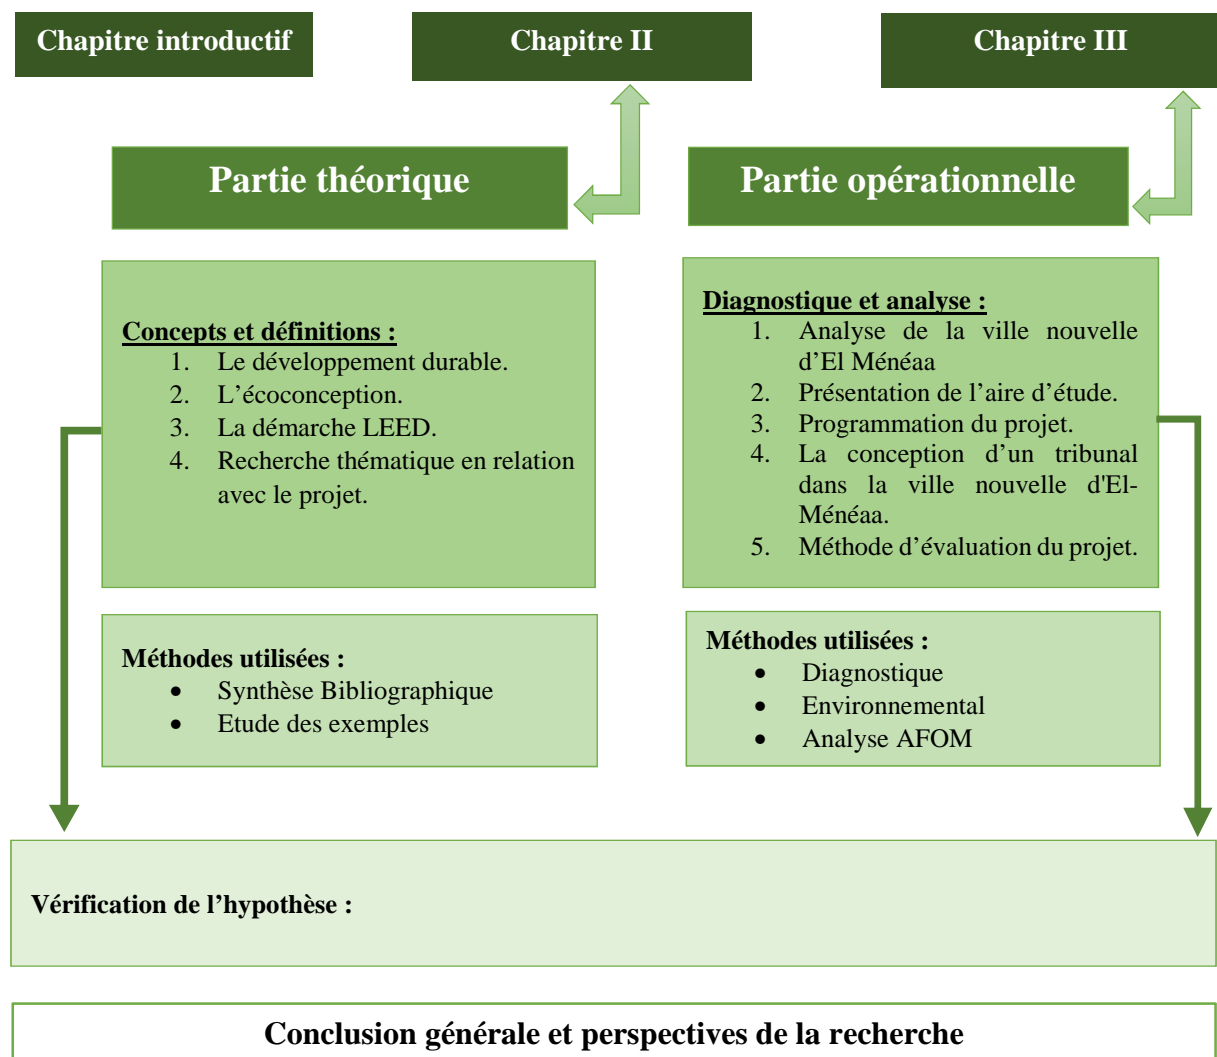 Chapitre introductif
Chapitre II
Chapitre III
Partie théorique
Partie opérationnelle
Concepts et définitions :
1. Le développement durable.
2. L’écoconception.
3. La démarche LEED.
4. Recherche thématique en relation
avec le projet.
Diagnostique et analyse :
1. Analyse de la ville nouvelle
d’El Ménéaa
2. Présentation de l’aire d’étude.
3. Programmation du projet.
4. La conception d’un tribunal
dans la ville nouvelle d'El-
Ménéaa.
5. Méthode d’évaluation du projet.
Méthodes utilisées :
• Synthèse Bibliographique
• Etude des exemples
Méthodes utilisées :
• Diagnostique
• Environnemental
• Analyse AFOM
Vérification de l’hypothèse :
Conclusion générale et perspectives de la recherche